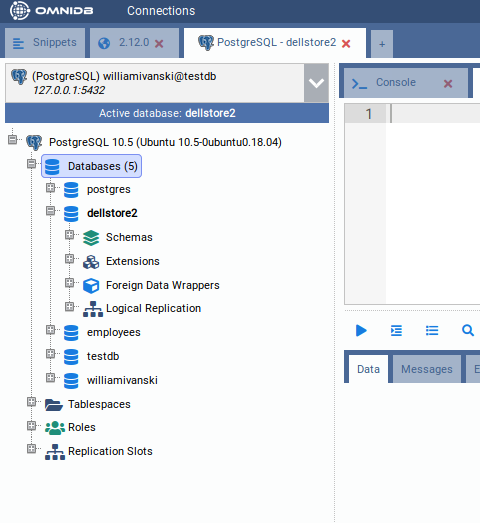 OMNIDB Connections
Snippets 2.12.0 PostgreSQL - dellstore2 +
(PostgreSQL) williamivanski@testdb
127.0.0.1:5432
Active database: dellstore2
Console
1
PostgreSQL 10.5 (Ubuntu 10.5-0ubuntu0.18.04)
Databases (5)
postgres
dellstore2
Schemas
Extensions
Foreign Data Wrappers
Logical Replication
employees
testdb
williamivanski
Tablespaces
Roles
Replication Slots
Data Messages E